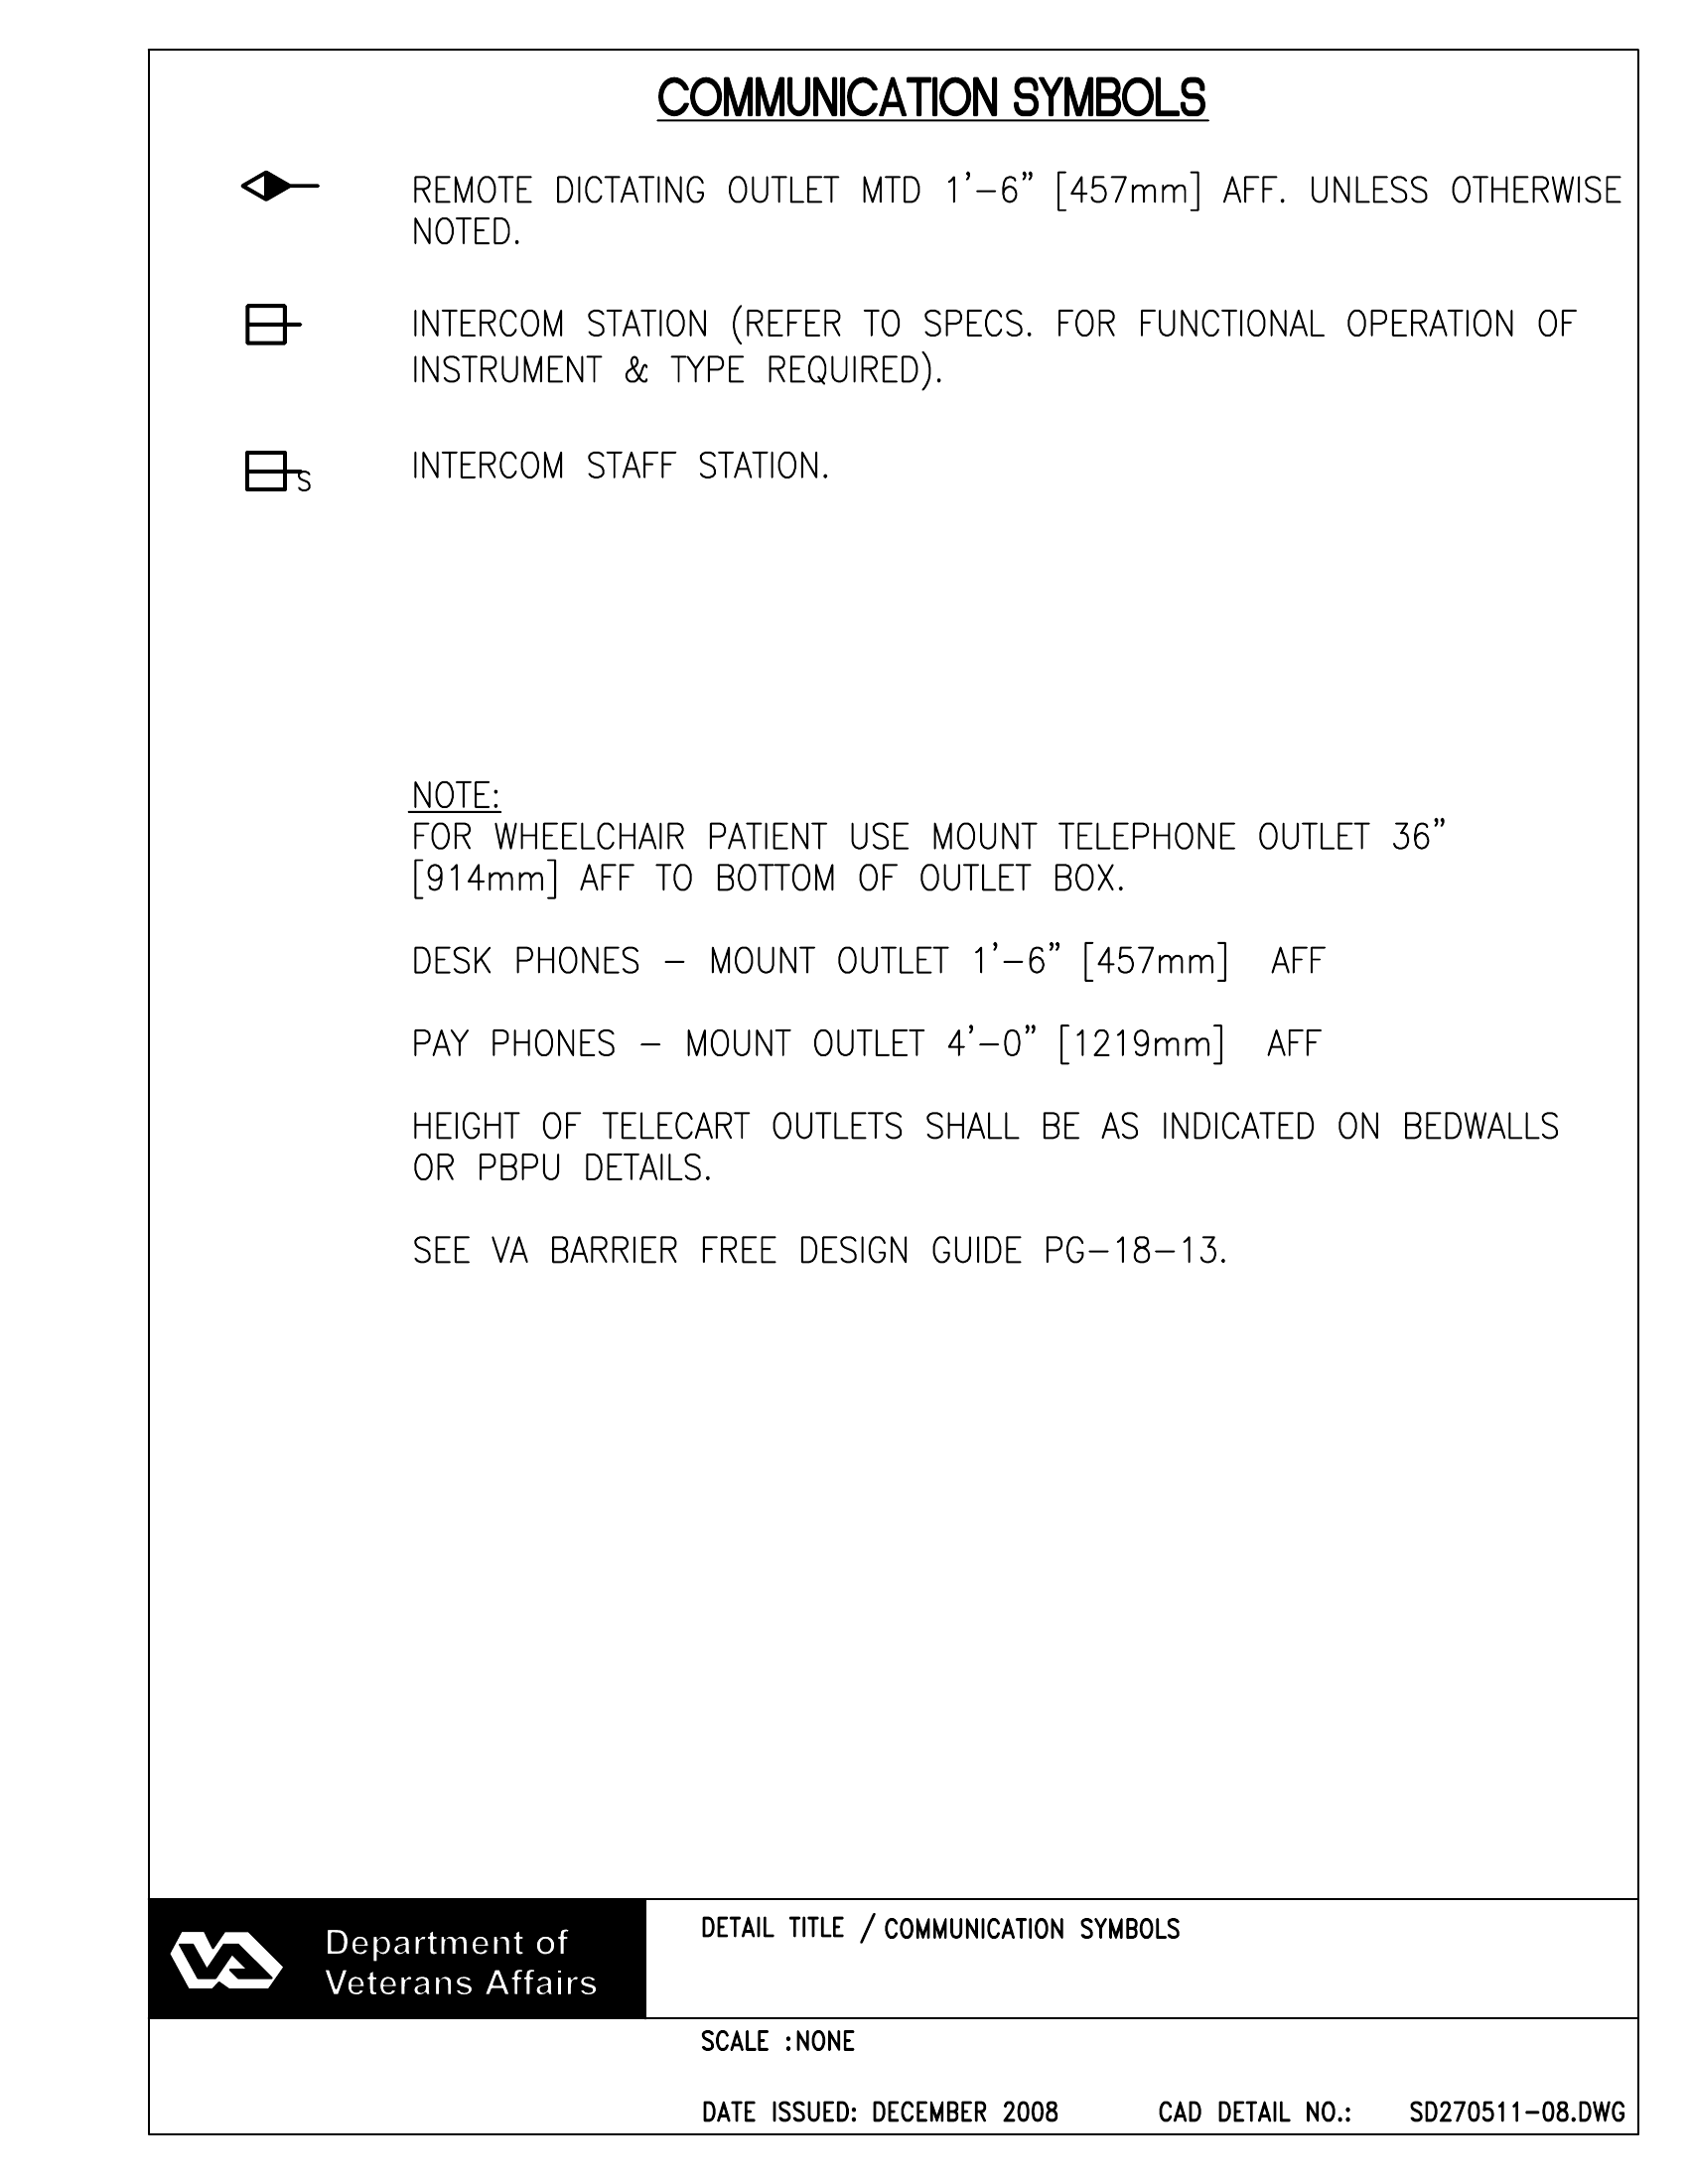 COMMUNICATION SYMBOLS
REMOTE DICTATING OUTLET MTD 1'-6" [457mm] AFF. UNLESS OTHERWISE
NOTED.
INTERCOM STATION (REFER TO SPECS. FOR FUNCTIONAL OPERATION OF
INSTRUMENT & TYPE REQUIRED).
S
INTERCOM STAFF STATION.
NOTE:
FOR WHEELCHAIR PATIENT USE MOUNT TELEPHONE OUTLET 36"
[914mm] AFF TO BOTTOM OF OUTLET BOX.
DESK PHONES - MOUNT OUTLET 1'-6" [457mm] AFF
PAY PHONES - MOUNT OUTLET 4'-0" [1219mm] AFF
HEIGHT OF TELECART OUTLETS SHALL BE AS INDICATED ON BEDWALLS
OR PBPU DETAILS.
SEE VA BARRIER FREE DESIGN GUIDE PG-18-13.
VA
Department of
Veterans Affairs
DETAIL TITLE / COMMUNICATION SYMBOLS
SCALE :NONE
DATE ISSUED: DECEMBER 2008 CAD DETAIL NO.: SD270511-08.DWG